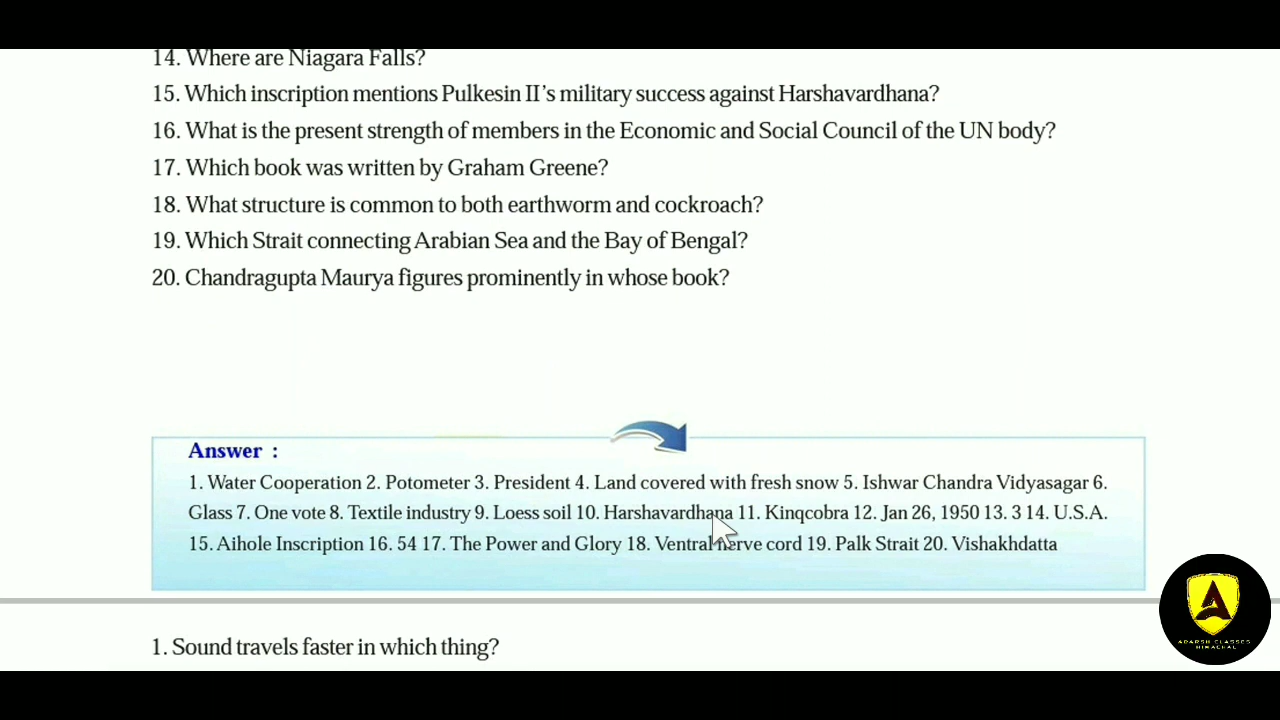 14. Where are Niagara Falls?
15. Which inscription mentions Pulkesin II's military success against Harshavardhana?
16. What is the present strength of members in the Economic and Social Council of the UN body?
17. Which book was written by Graham Greene?
18. What structure is common to both earthworm and cockroach?
19. Which Strait connecting Arabian Sea and the Bay of Bengal?
20. Chandragupta Maurya figures prominently in whose book?
Answer :
1. Water Cooperation 2. Potometer 3. President 4. Land covered with fresh snow 5. Ishwar Chandra Vidyasagar 6.
Glass 7. One vote 8. Textile industry 9. Loess soil 10. Harshavardhana 11. Kinqcobra 12. Jan 26, 1950 13. 3 14. U.S.A.
15. Aihole Inscription 16. 54 17. The Power and Glory 18. Ventral nerve cord 19. Palk Strait 20. Vishakhdatta
A
ADARSH CLASSES
HIMACHAL
1. Sound travels faster in which thing?